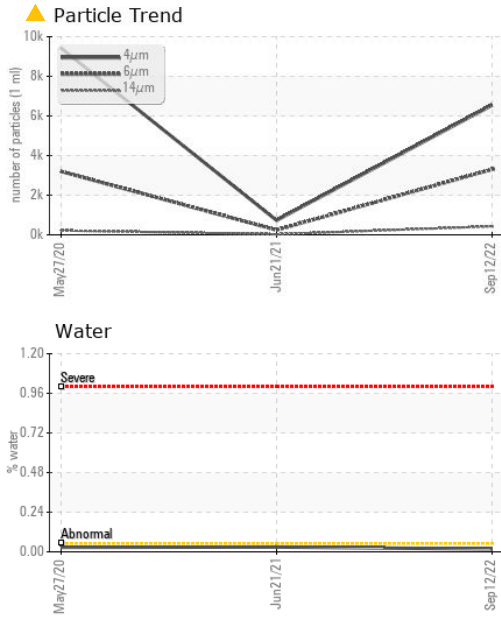 Particle Trend
10k
8k
6k
4k
2k
0k
number of particles (1 ml)
4µm
6µm
14µm
May27/20
Jun21/21
Sep12/22
Water
1.20
0.96
0.72
0.48
0.24
0.00
% water
Severe
Abnormal
May27/20
Jun21/21
Sep12/22